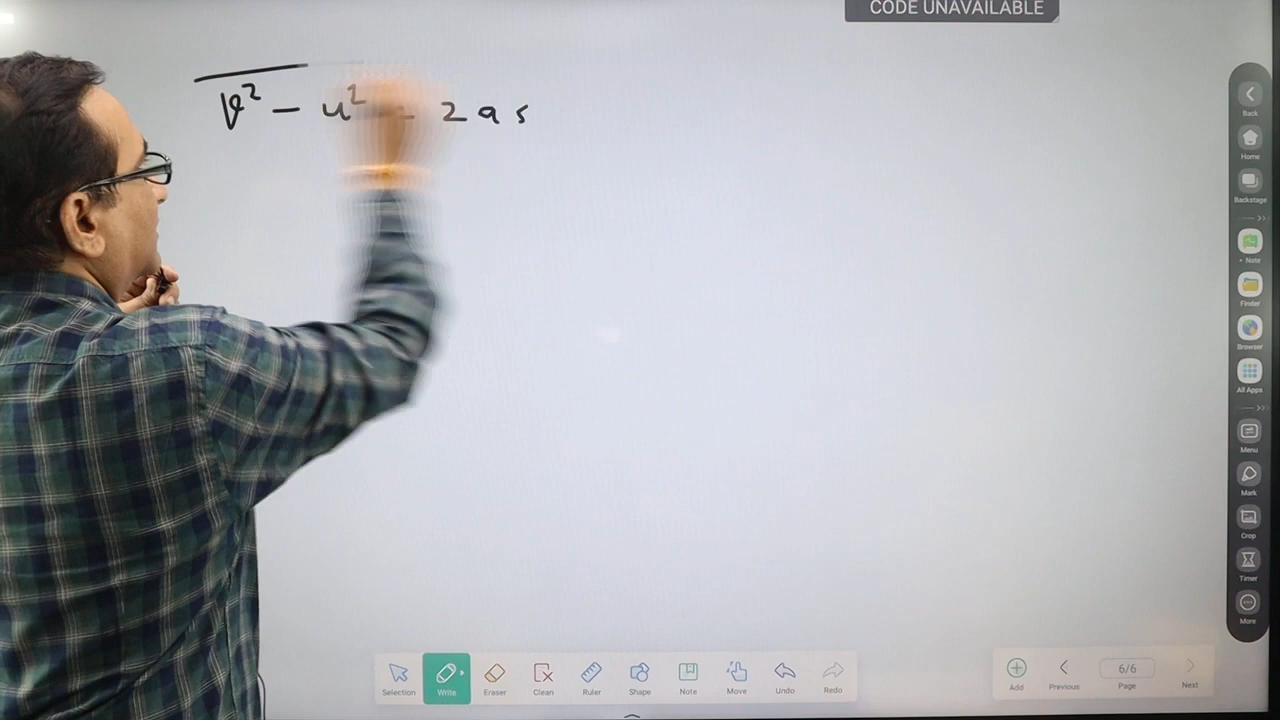 CODE UNAVAILABLE
v² - u² = 2as
Back
Home
Backstage
Note
Finder
Browser
All Apps
Menu
Mark
Crop
Timer
More
Selection
Write
Eraser
Clean
Ruler
Shape
Note
Move
Undo
Redo
Add
Previous
6/6
Page
Next